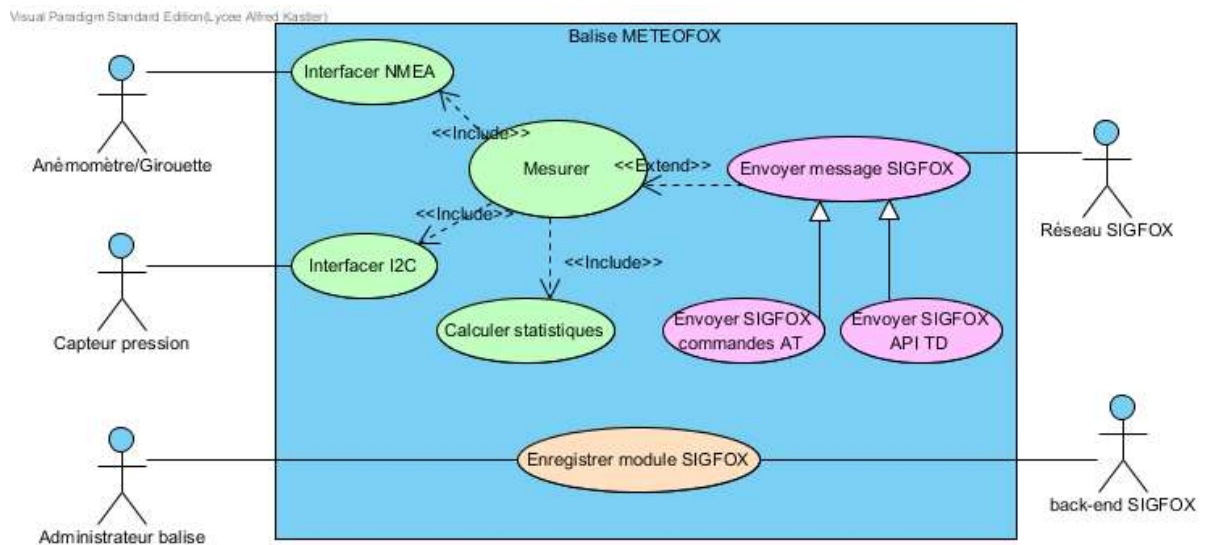 Visual Paradigm Standard Edition(Lycee Alfred Kastler)
Balise METEOFOX
Interfacer NMEA
Anémomètre/Girouette
<<Include>>
Mesurer
<<Extend>>
Envoyer message SIGFOX
Réseau SIGFOX
<<Include>>
Interfacer I2C
Capteur pression
<<Include>>
Calculer statistiques
Envoyer SIGFOX
commandes AT
Envoyer SIGFOX
API TD
Enregistrer module SIGFOX
Administrateur balise
back-end SIGFOX